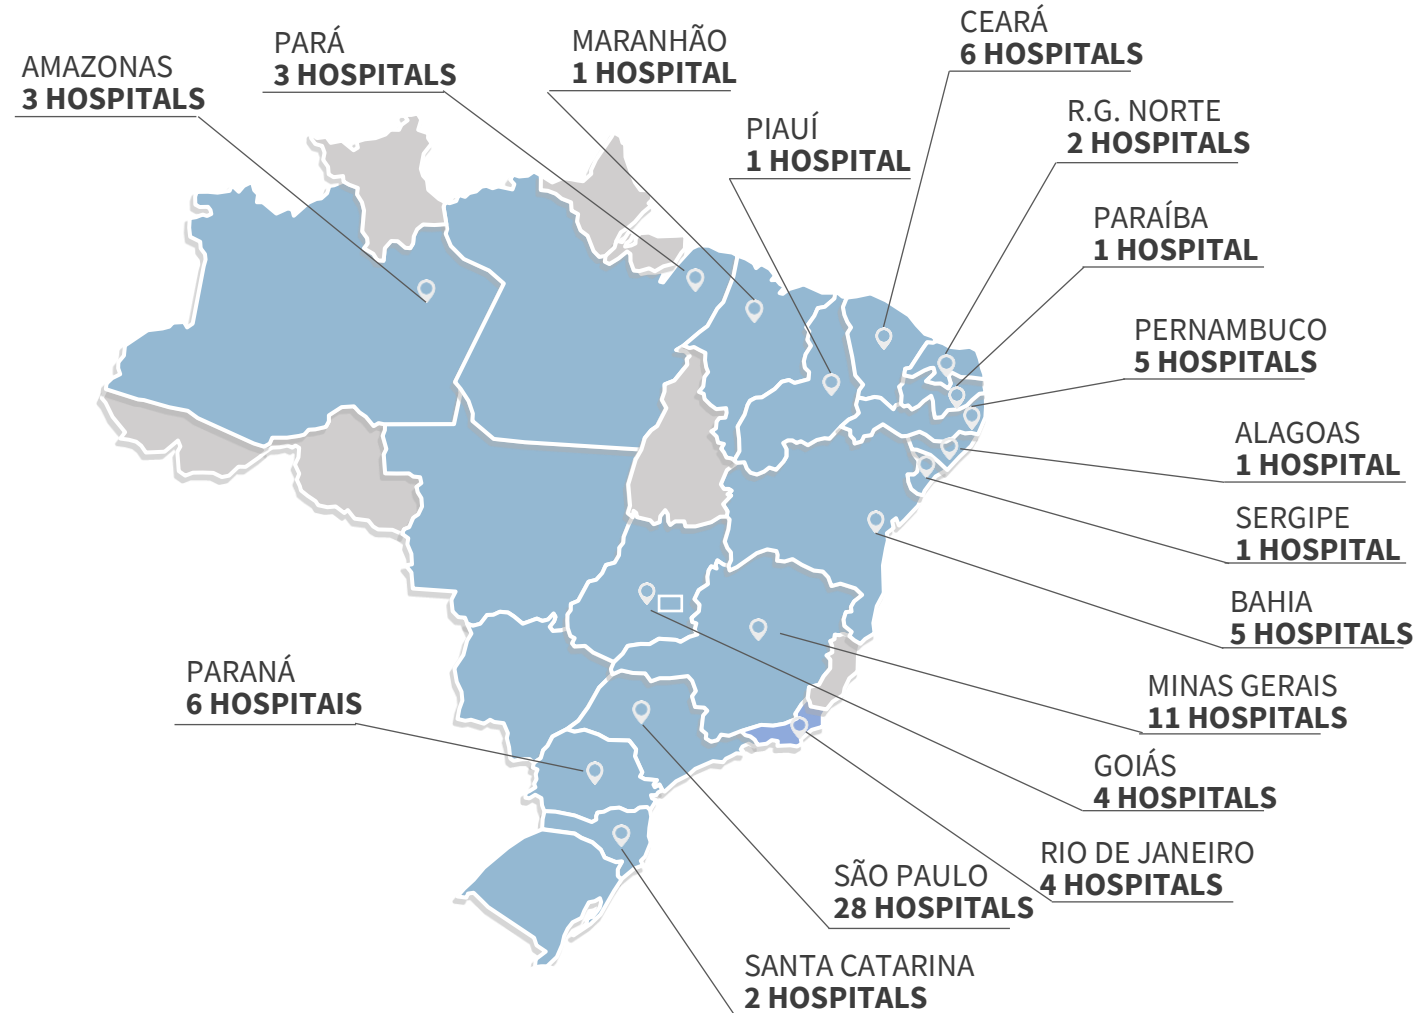 AMAZONAS
3 HOSPITALS
PARÁ
3 HOSPITALS
MARANHÃO
1 HOSPITAL
CEARÁ
6 HOSPITALS
PIAUÍ
1 HOSPITAL
R.G. NORTE
2 HOSPITALS
PARAÍBA
1 HOSPITAL
PERNAMBUCO
5 HOSPITALS
ALAGOAS
1 HOSPITAL
SERGIPE
1 HOSPITAL
BAHIA
5 HOSPITALS
MINAS GERAIS
11 HOSPITALS
GOIÁS
4 HOSPITALS
RIO DE JANEIRO
4 HOSPITALS
SÃO PAULO
28 HOSPITALS
SANTA CATARINA
2 HOSPITALS
PARANÁ
6 HOSPITAIS